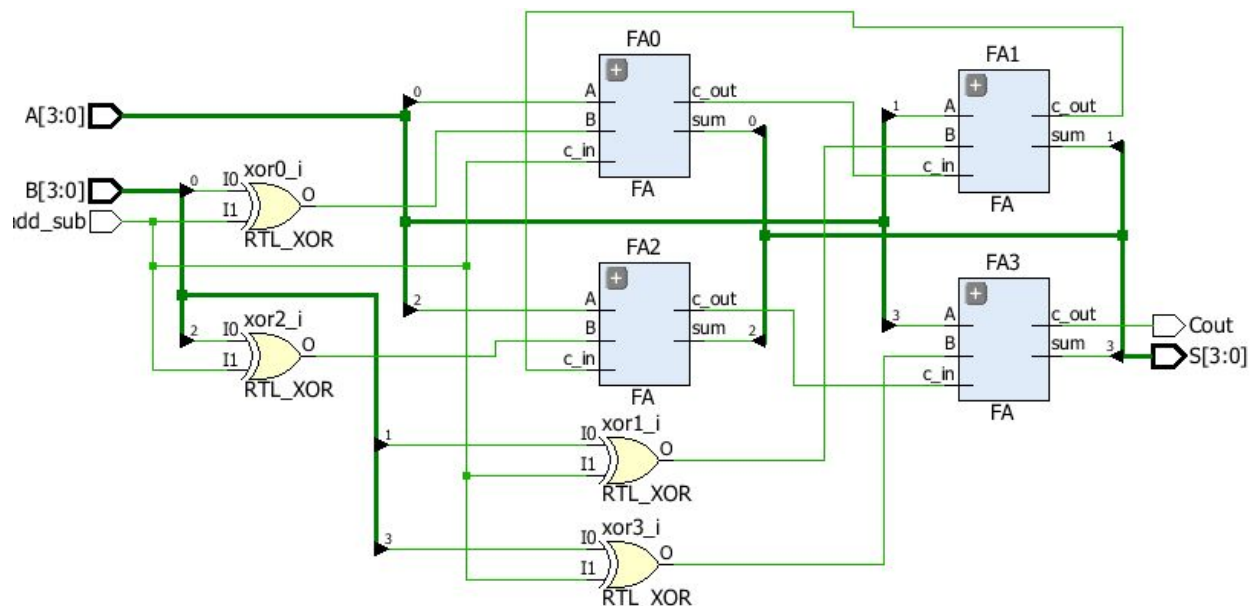 FA0
FA1
A[3:0]
0
A
c_out
B
sum
0
c_in
FA
1
A
c_out
B
sum
1
c_in
FA
B[3:0]
0
I0
xor0_i
O
I1
RTL_XOR
dd_sub
FA2
FA3
2
A
c_out
B
sum
2
c_in
FA
3
A
c_out
Cout
B
sum
3
S[3:0]
c_in
FA
2
I0
xor2_i
O
I1
RTL_XOR
1
I0
xor1_i
O
I1
RTL_XOR
3
I0
xor3_i
O
I1
RTL_XOR